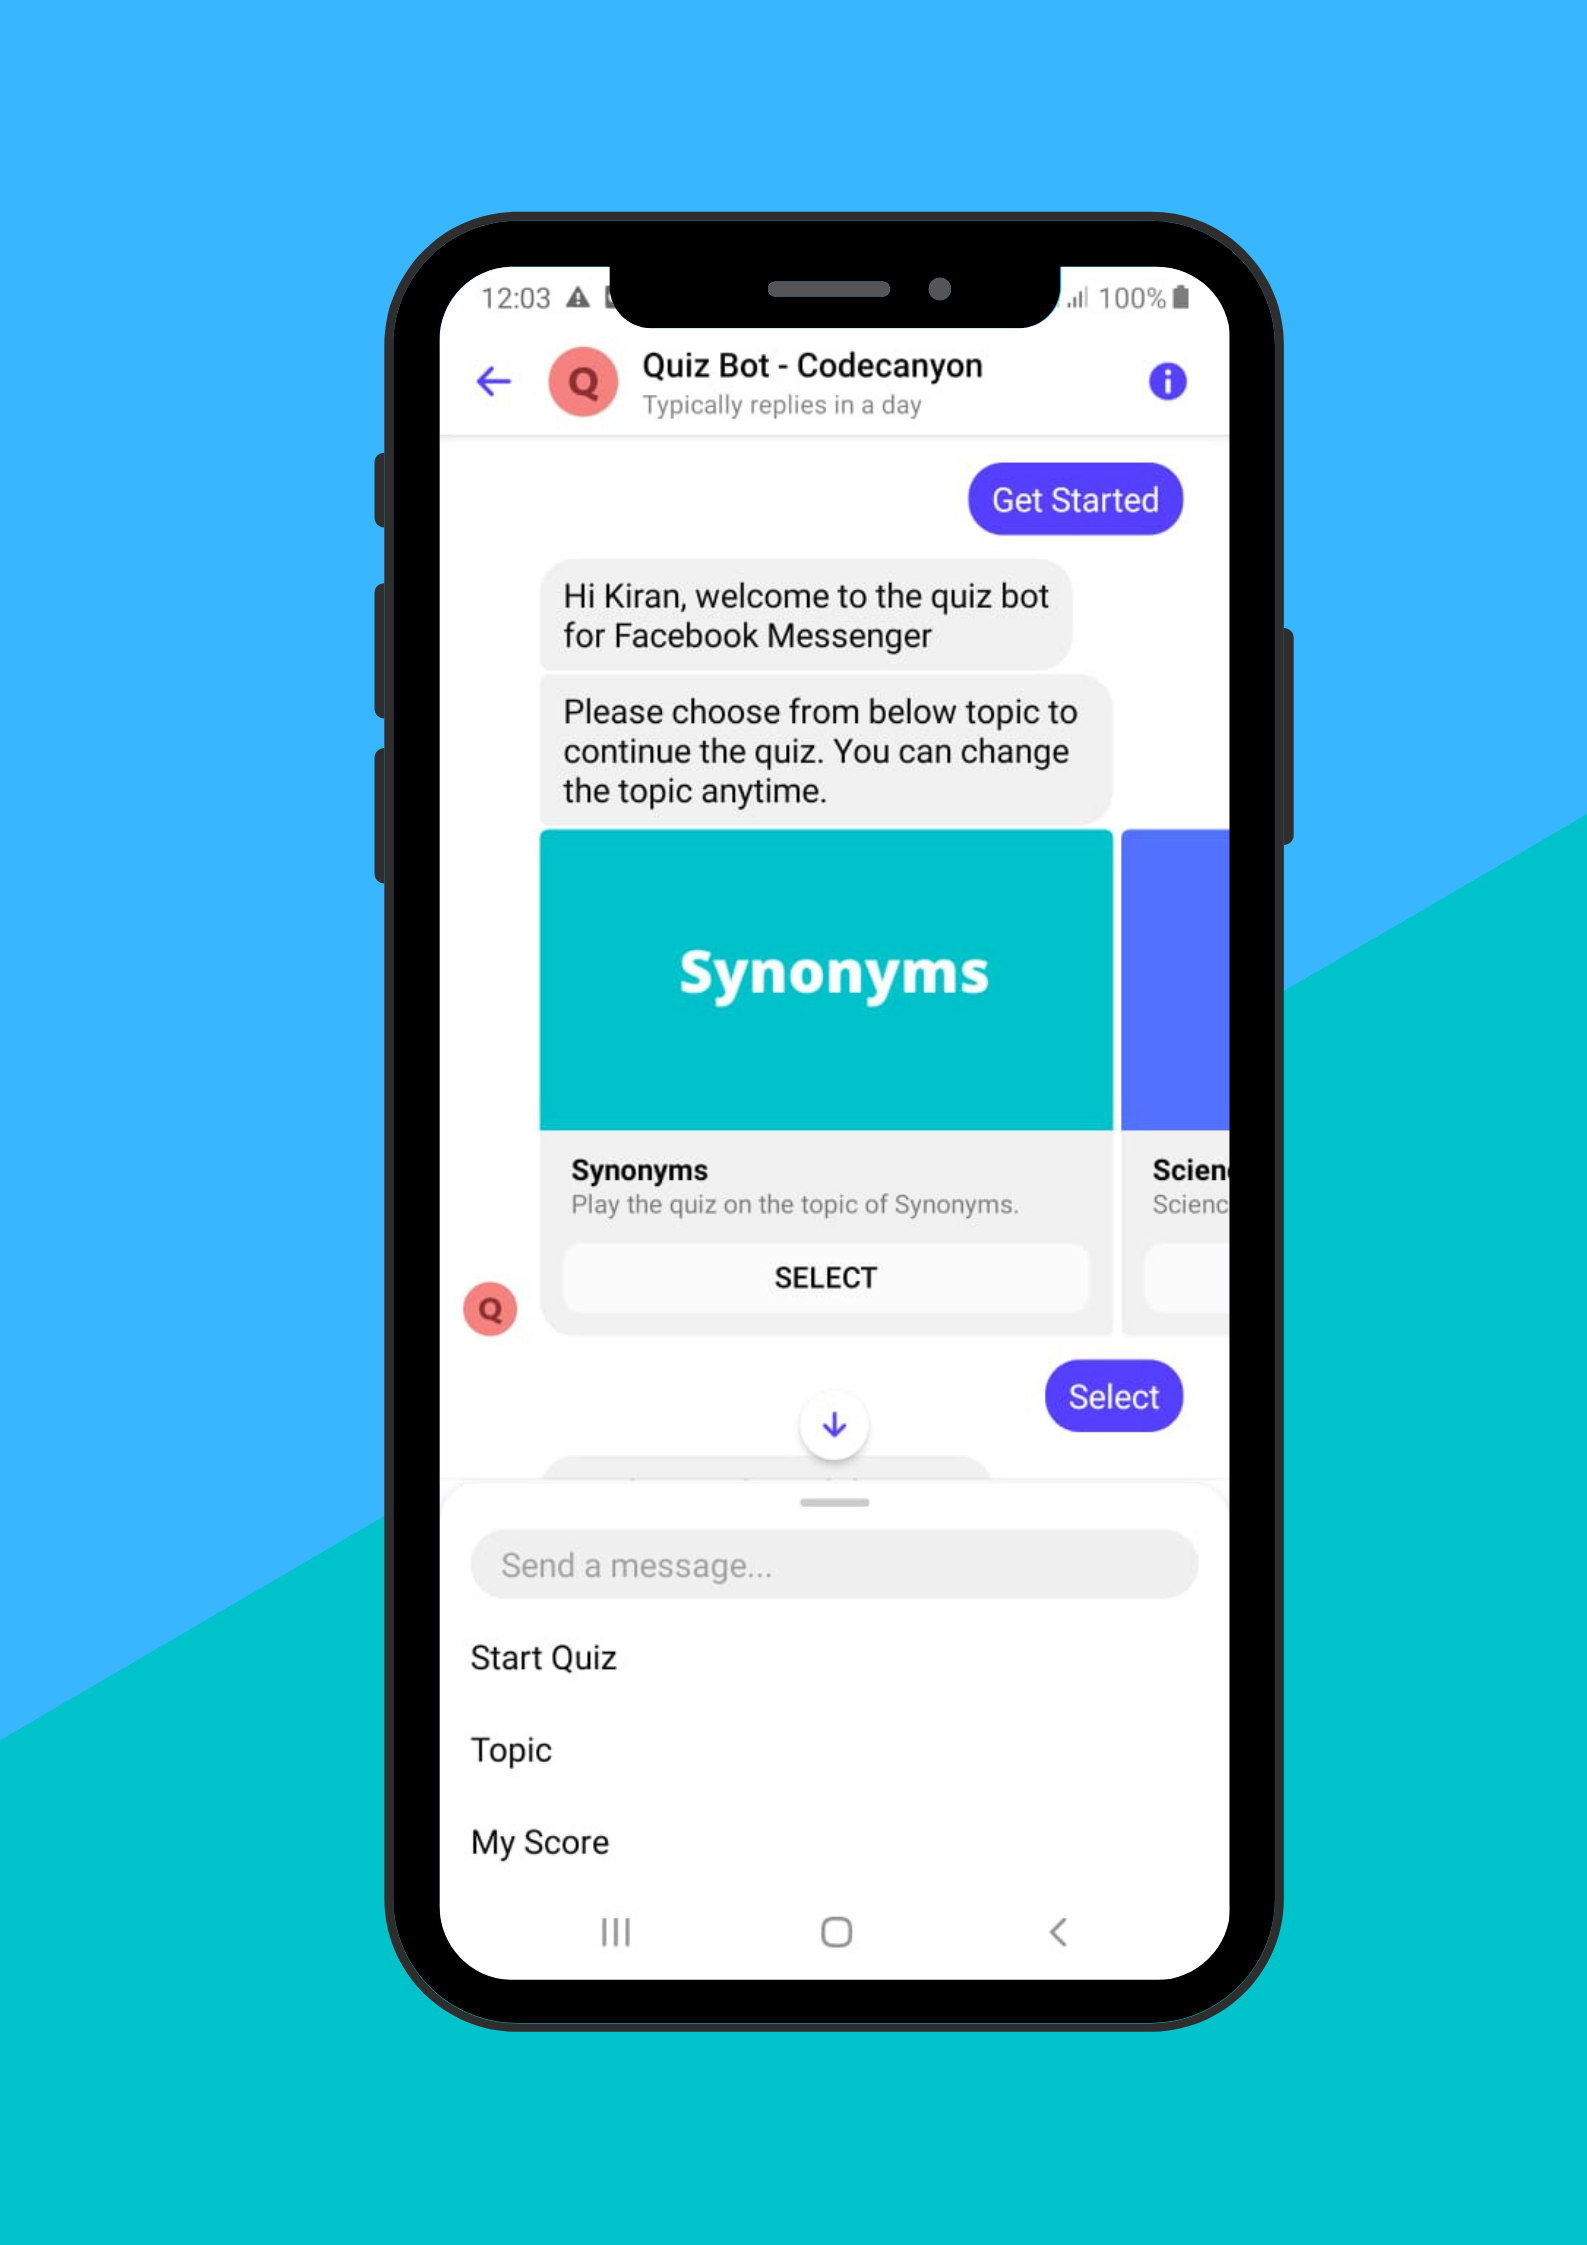 12:03
100%
Q
Quiz Bot - Codecanyon
Typically replies in a day
Get Started
Hi Kiran, welcome to the quiz bot
for Facebook Messenger
Please choose from below topic to
continue the quiz. You can change
the topic anytime.
Synonyms
Synonyms
Play the quiz on the topic of Synonyms.
SELECT
Q
Select
Send a message...
Start Quiz
Topic
My Score